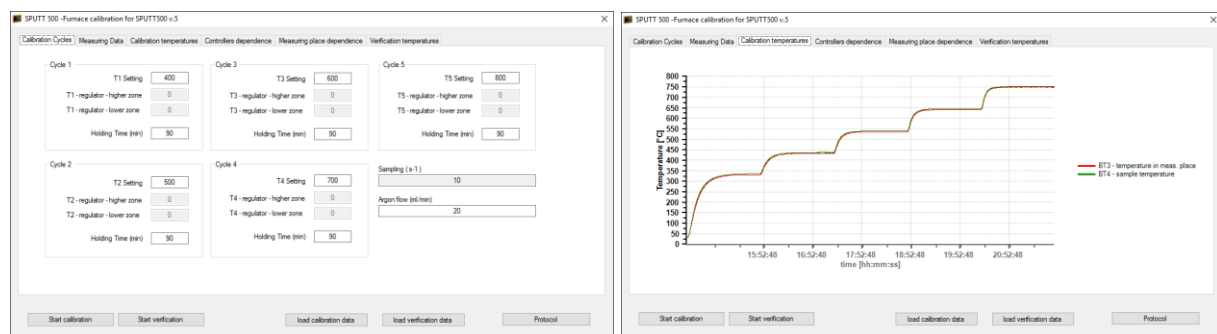 SPUTT 500 -Furnace calibration for SPUTT500 v.5
Calibration Cycles Measuring Data Calibration temperatures Controllers dependence Measuring place dependence Verification temperatures
Cycle 1
T1 Setting 400
T1 - regulator - higher zone 0
T1 - regulator - lower zone 0
Holding Time (min) 90
Cycle 3
T3 Setting 600
T3 - regulator - higher zone 0
T3 - regulator - lower zone 0
Holding Time (min) 90
Cycle 5
T5 Setting 800
T5 - regulator - higher zone 0
T5 - regulator - lower zone 0
Holding Time (min) 90
Cycle 2
T2 Setting 500
T2 - regulator - higher zone 0
T2 - regulator - lower zone 0
Holding Time (min) 90
Cycle 4
T4 Setting 700
T4 - regulator - higher zone 0
T4 - regulator - lower zone 0
Holding Time (min) 90
Sampling ( s-1 )
10
Argon flow (ml/min)
20
Start calibration Start verification load calibration data load verification data Protocol
SPUTT 500 -Furnace calibration for SPUTT500 v.5
Calibration Cycles Measuring Data Calibration temperatures Controllers dependence Measuring place dependence Verification temperatures
Temperature [°C]
800
750
700
650
600
550
500
450
400
350
300
250
200
150
100
50
0
15:52:48 16:52:48 17:52:48 18:52:48 19:52:48 20:52:48
time [hh:mm:ss]
BT3 - temperature in meas. place
BT4 - sample temperature
Start calibration Start verification load calibration data load verification data Protocol